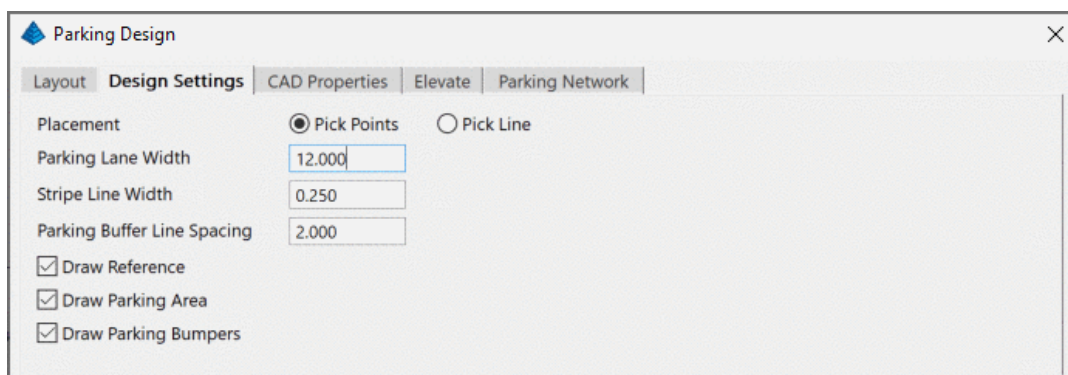 Parking Design
Layout Design Settings CAD Properties Elevate Parking Network
Placement Pick Points Pick Line
Parking Lane Width 12.000
Stripe Line Width 0.250
Parking Buffer Line Spacing 2.000
Draw Reference
Draw Parking Area
Draw Parking Bumpers